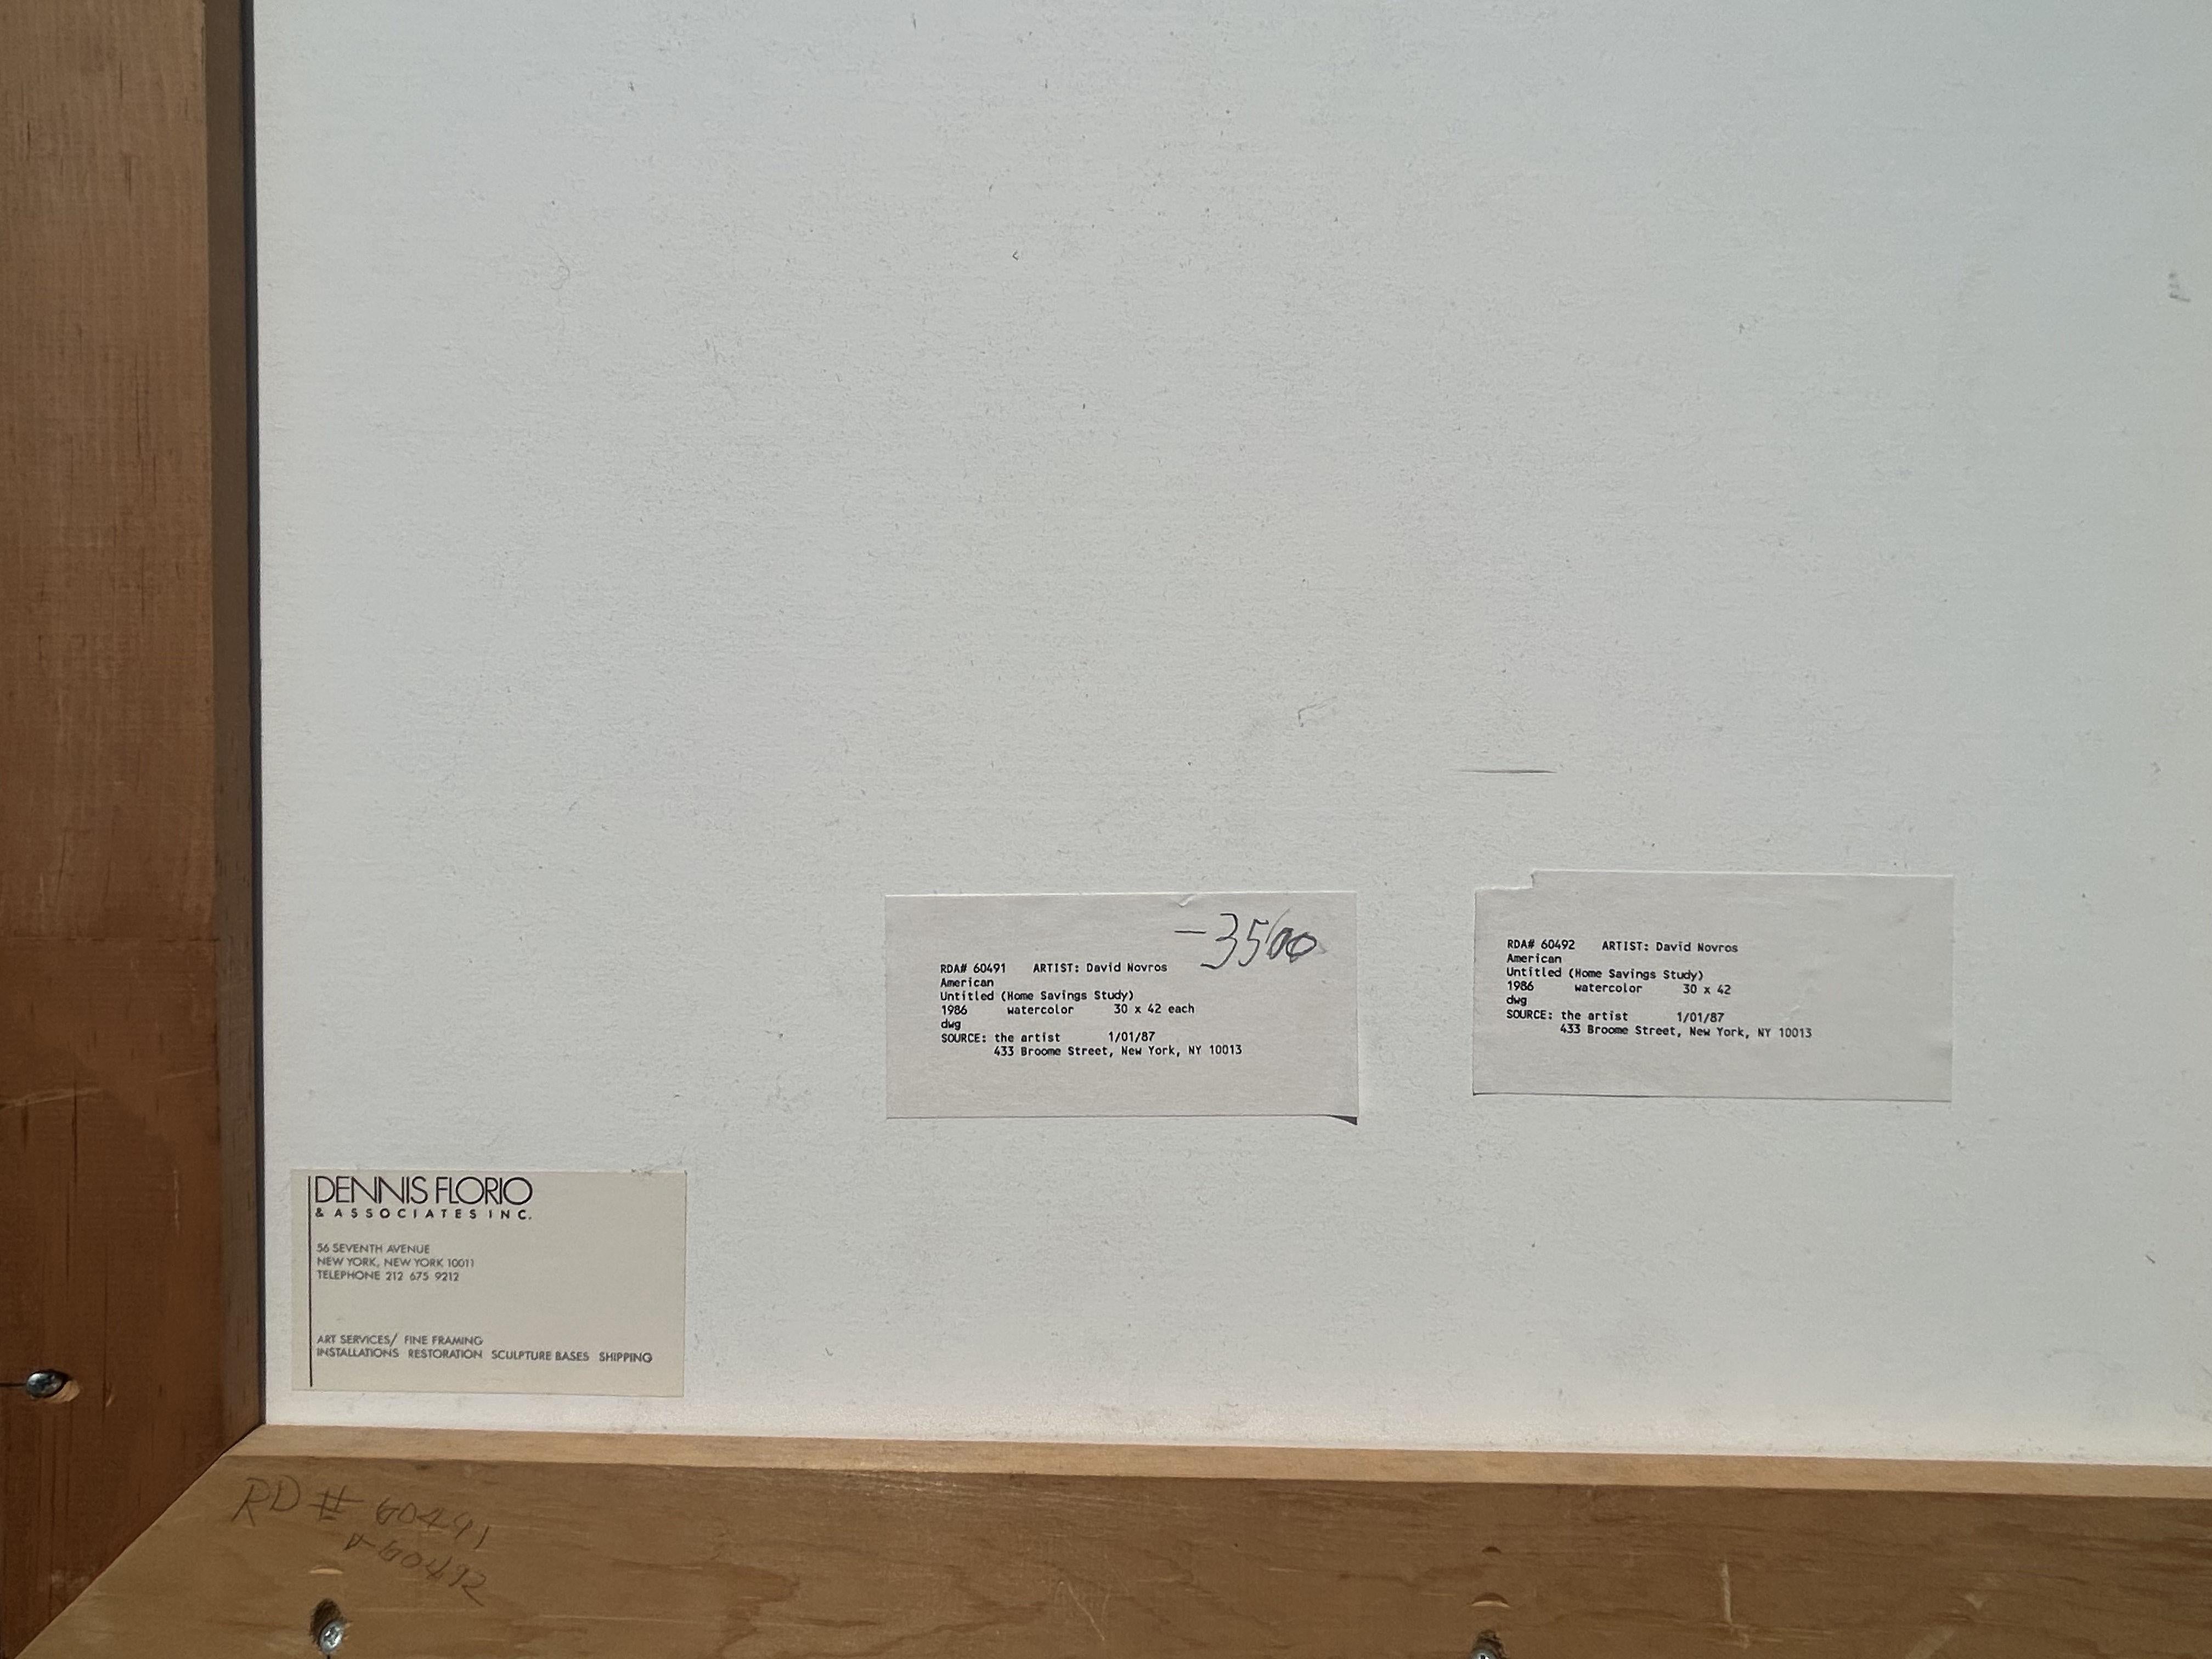 -3500
RDA# 60491 ARTIST: David Novros
American
Untitled (Home Savings Study)
1986 watercolor 30 x 42 each
dwg
SOURCE: the artist 1/01/87
433 Broome Street, New York, NY 10013
RDA# 60492 ARTIST: David Novros
American
Untitled (Home Savings Study)
1986 watercolor 30 x 42
dwg
SOURCE: the artist 1/01/87
433 Broome Street, New York, NY 10013
DENNIS FLORIO
& ASSOCIATES INC.
56 SEVENTH AVENUE
NEW YORK, NEW YORK 10011
TELEPHONE 212 675 9212
ART SERVICES/ FINE FRAMING
INSTALLATIONS RESTORATION SCULPTURE BASES SHIPPING
RD # 60491
60492